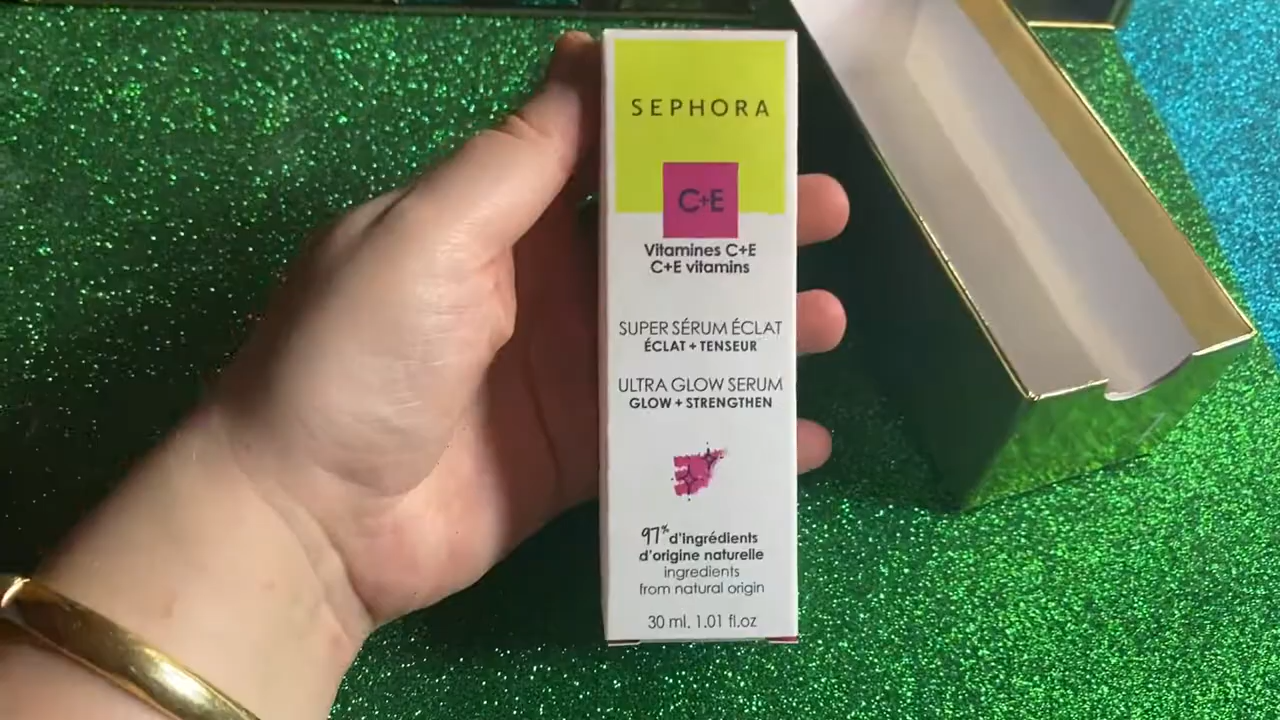 SEPHORA
C+E
Vitamines C+E
C+E vitamins
SUPER SÉRUM ÉCLAT
ÉCLAT + TENSEUR
ULTRA GLOW SERUM
GLOW + STRENGTHEN
97% d'ingrédients
d'origine naturelle
ingredients
from natural origin
30 ml. 1.01 fl.oz